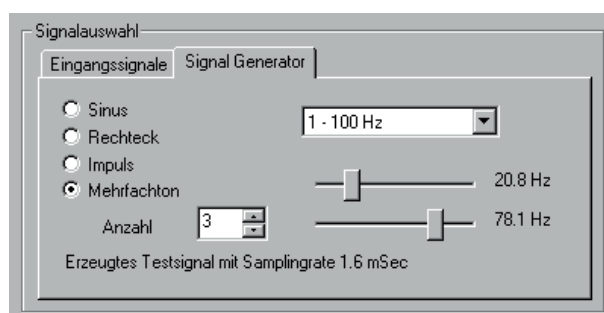 Signalauswahl
Eingangssignale Signal Generator
Sinus
1 - 100 Hz
Rechteck
Impuls
Mehrfachton
20.8 Hz
Anzahl 3
78.1 Hz
Erzeugtes Testsignal mit Samplingrate 1.6 mSec